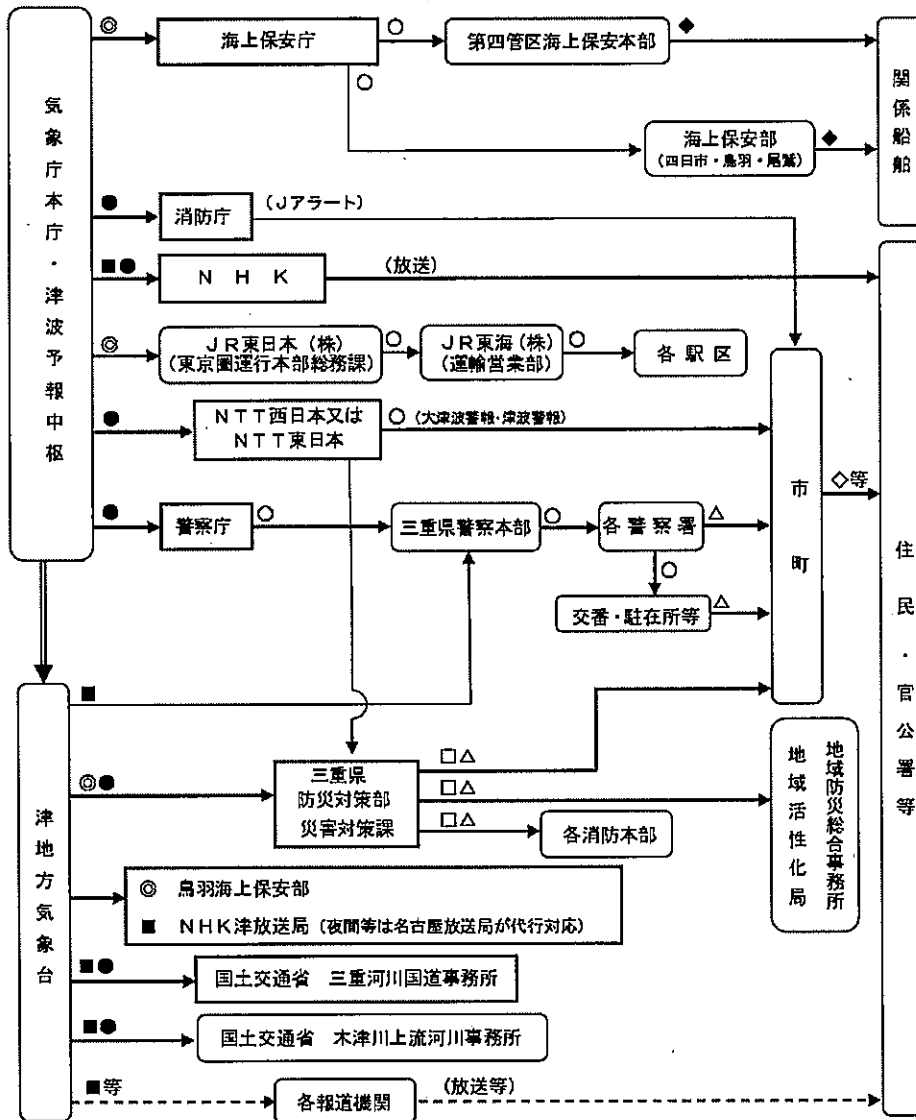 気象庁本庁・津波予報中枢
◎
海上保安庁
○
第四管区海上保安本部
◆
関係船舶
○
海上保安部
(四日市・鳥羽・尾鷲)
◆
●
消防庁
(Jアラート)
■●
NHK
(放送)
◎
JR東日本(株)
(東京圏運行本部総務課)
○
JR東海(株)
(運輸営業部)
○
各駅区
●
NTT西日本又は
NTT東日本
○(大津波警報・津波警報)
市町
◇等
住民・官公署等
●
警察庁
○
三重県警察本部
○
各警察署
△
○
交番・駐在所等
△
津地方気象台
■
◎●
三重県
防災対策部
災害対策課
□△
□△
□△
各消防本部
地域防災総合事務所
地域活性化局
◎ 鳥羽海上保安部
■ NHK津放送局(夜間等は名古屋放送局が代行対応)
■●
国土交通省 三重河川国道事務所
■●
国土交通省 木津川上流河川事務所
■等
各報道機関
(放送等)